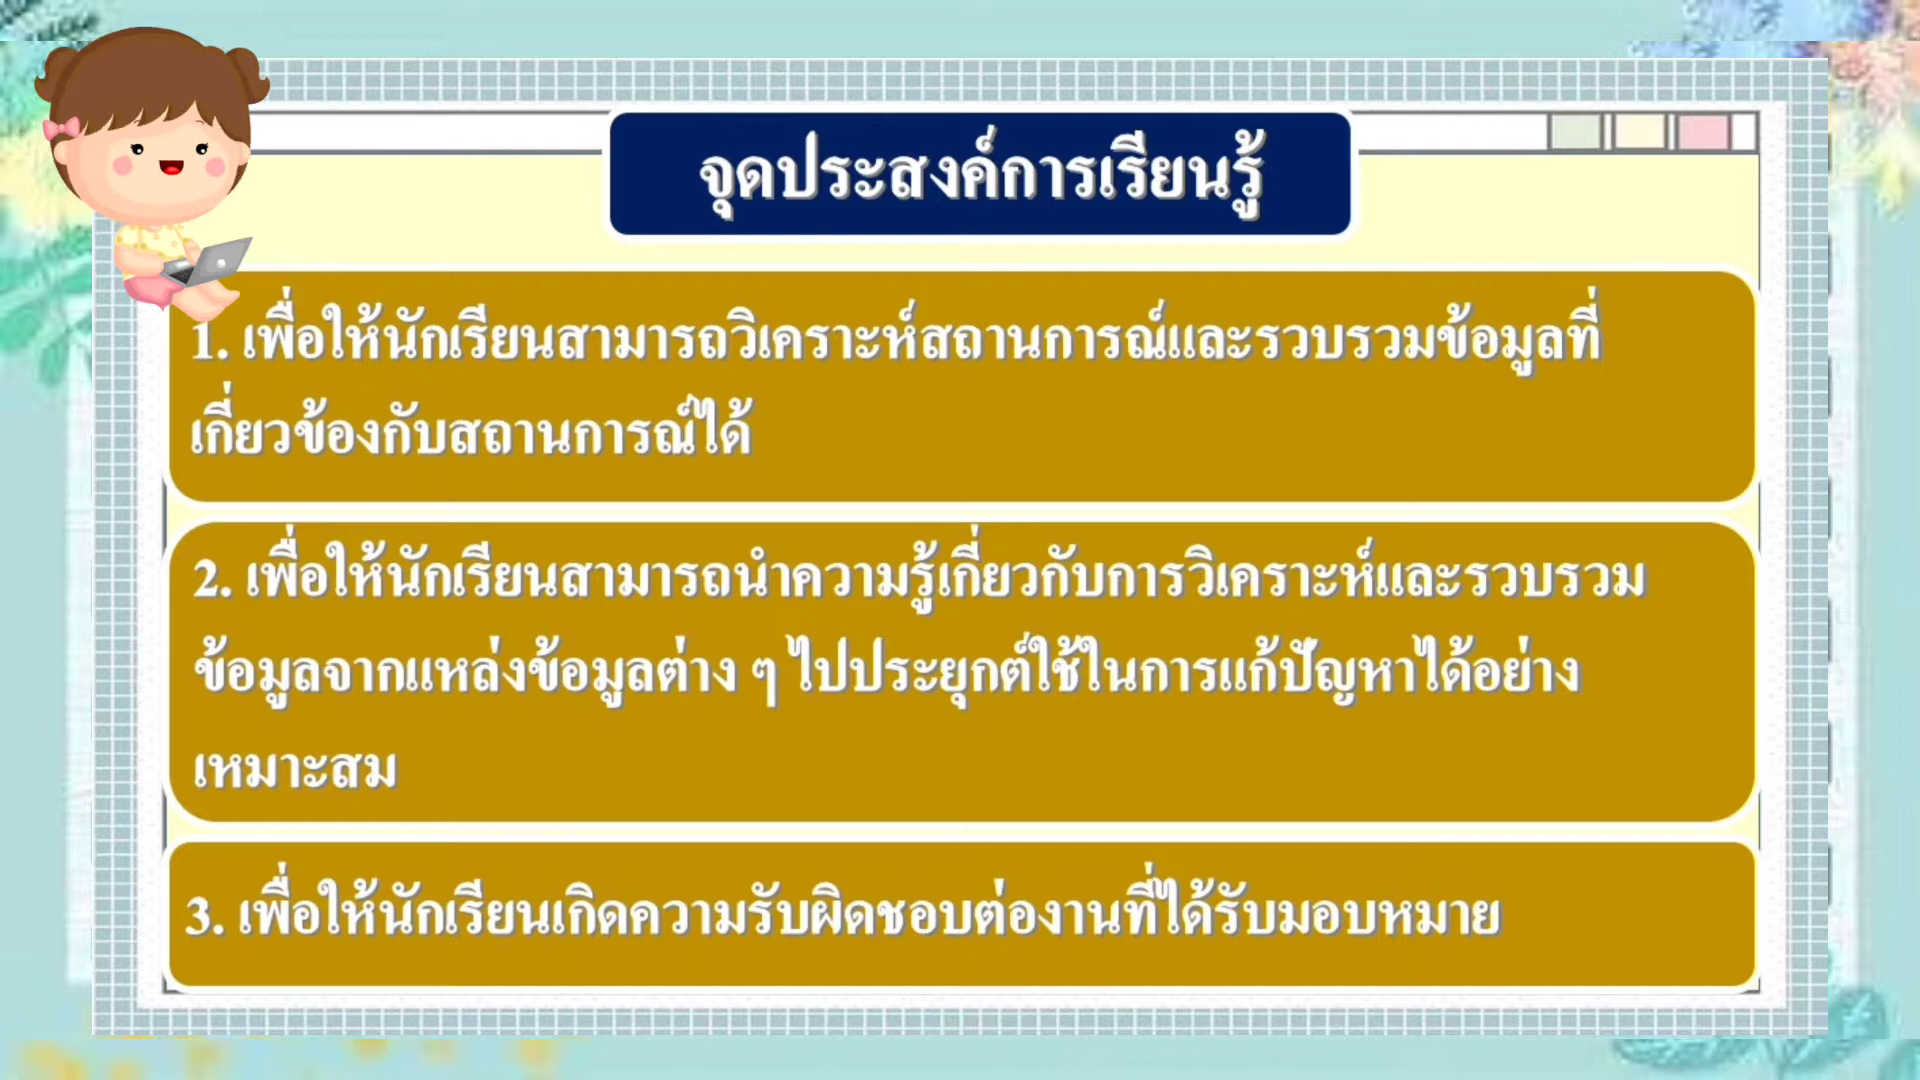 จุดประสงค์การเรียนรู้
1. เพื่อให้นักเรียนสามารถวิเคราะห์สถานการณ์และรวบรวมข้อมูลที่
เกี่ยวข้องกับสถานการณ์ได้
2. เพื่อให้นักเรียนสามารถนำความรู้เกี่ยวกับการวิเคราะห์และรวบรวม
ข้อมูลจากแหล่งข้อมูลต่าง ๆ ไปประยุกต์ใช้ในการแก้ปัญหาได้อย่าง
เหมาะสม
3. เพื่อให้นักเรียนเกิดความรับผิดชอบต่องานที่ได้รับมอบหมาย